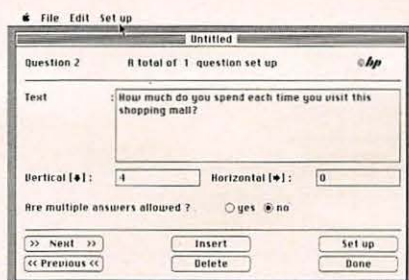 File Edit Set up
Untitled
Question 2 A total of 1 question set up hp
Text : How much do you spend each time you visit this
shopping mall?
Vertical [↓] : 4 Horizontal [→] : 0
Are multiple answers allowed ? yes no
>> Next >> Insert Set up
<< Previous << Delete Done